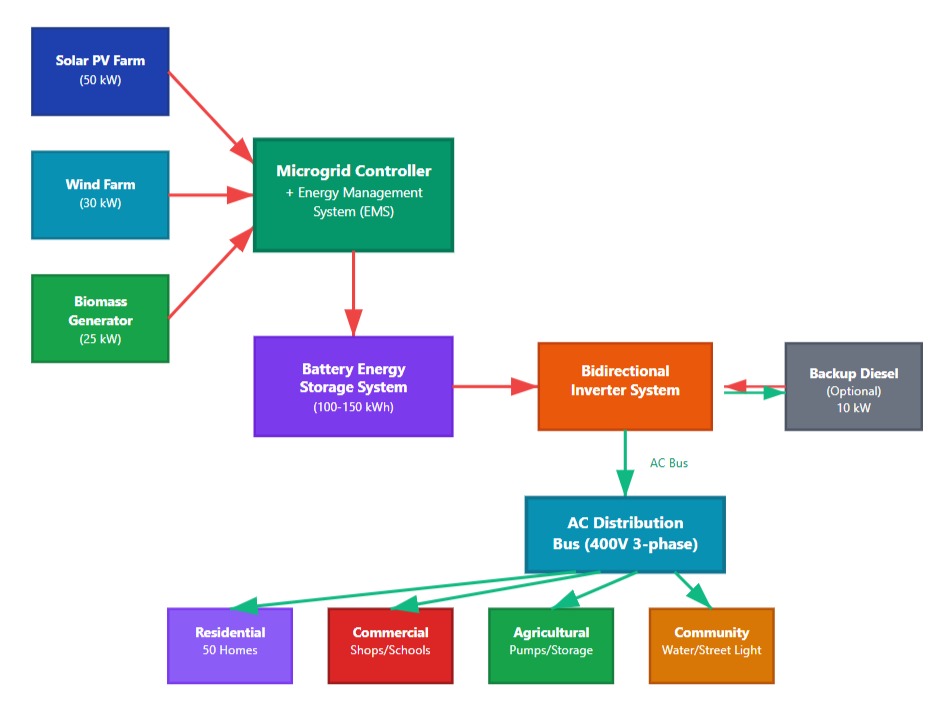 Solar PV Farm
(50 kW)
Wind Farm
(30 kW)
Biomass
Generator
(25 kW)
Microgrid Controller
+ Energy Management
System (EMS)
Battery Energy
Storage System
(100-150 kWh)
Bidirectional
Inverter System
Backup Diesel
(Optional)
10 kW
AC Bus
AC Distribution
Bus (400V 3-phase)
Residential
50 Homes
Commercial
Shops/Schools
Agricultural
Pumps/Storage
Community
Water/Street Light